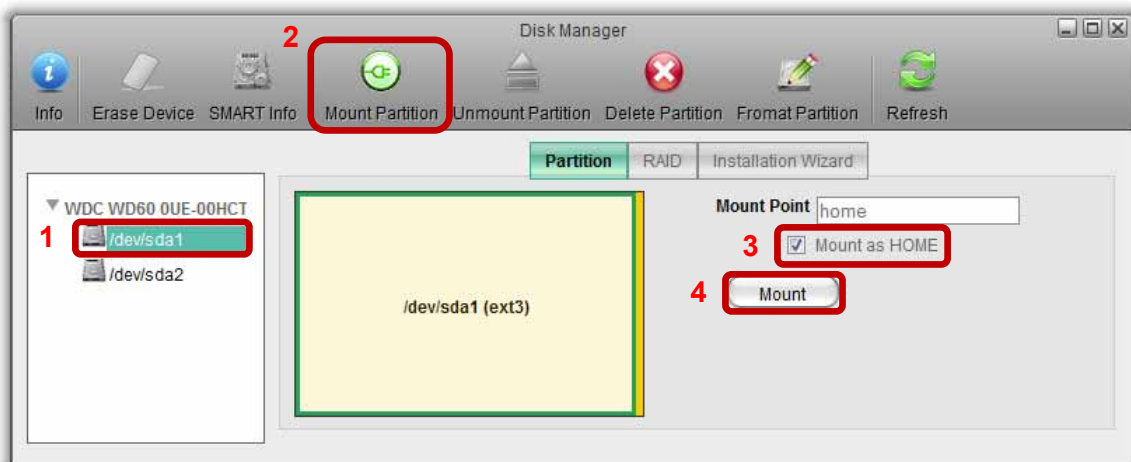 Disk Manager
2
Info Erase Device SMART Info Mount Partition Unmount Partition Delete Partition Fromat Partition Refresh
Partition RAID Installation Wizard
WDC WD60 0UE-00HCT
1 /dev/sda1
/dev/sda2
/dev/sda1 (ext3)
Mount Point home
3 Mount as HOME
4 Mount